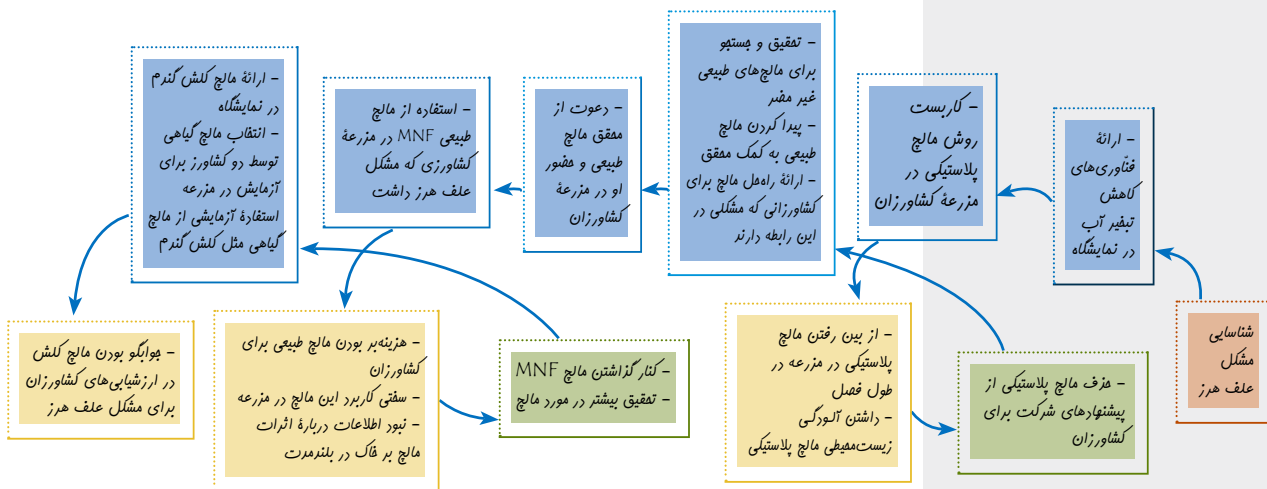 شناسایی
مشکل
علف هرز
- ارائهٔ
فنّاوری‌های
کاهش
تبخیر آب
در نمایشگاه
- کاربست
روش مالچ
پلاستیکی در
مزرعهٔ کشاورزان
- از بین رفتن مالچ
پلاستیکی در مزرعه در
طول فصل
- داشتن آلودگی
زیست‌محیطی مالچ پلاستیکی
- حذف مالچ پلاستیکی از
پیشنهادهای شرکت برای
کشاورزان
- تحقیق و جستجو
برای مالچ‌های طبیعی
غیر مضر
- پیدا کردن مالچ
طبیعی به کمک محقق
- ارائهٔ راه‌حل مالچ برای
کشاورزانی که مشکلی در
این رابطه دارند
- دعوت از
محقق مالچ
طبیعی و حضور
او در مزرعهٔ
کشاورزان
- استفاده از مالچ
طبیعی MNF در مزرعهٔ
کشاورزی که مشکل
علف هرز داشت
- هزینه‌بر بودن مالچ طبیعی برای
کشاورزان
- سختی کاربرد این مالچ در مزرعه
- نبود اطلاعات دربارهٔ اثرات
مالچ بر خاک در بلندمدت
- کنار گذاشتن مالچ MNF
- تحقیق بیشتر در مورد مالچ
- ارائهٔ مالچ کلش گندم
در نمایشگاه
- انتخاب مالچ گیاهی
توسط دو کشاورز برای
آزمایش در مزرعه
استفادهٔ آزمایشی از مالچ
گیاهی مثل کلش گندم
- جوابگو بودن مالچ کلش
در ارزشیابی‌های کشاورزان
برای مشکل علف هرز